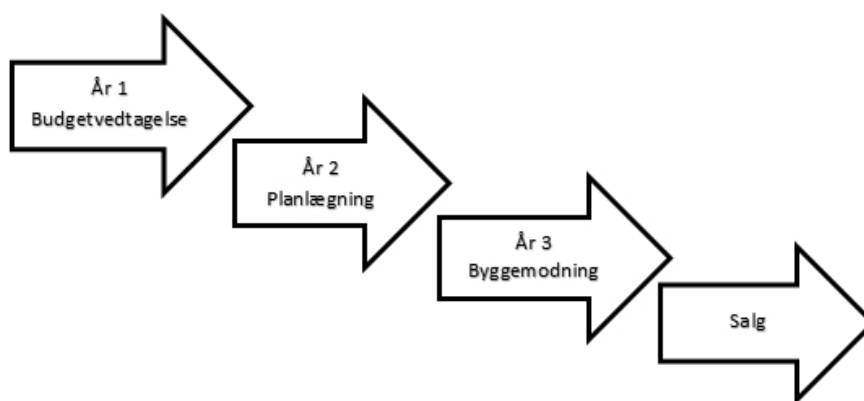 År 1
Budgetvedtagelse
År 2
Planlægning
År 3
Byggemodning
Salg